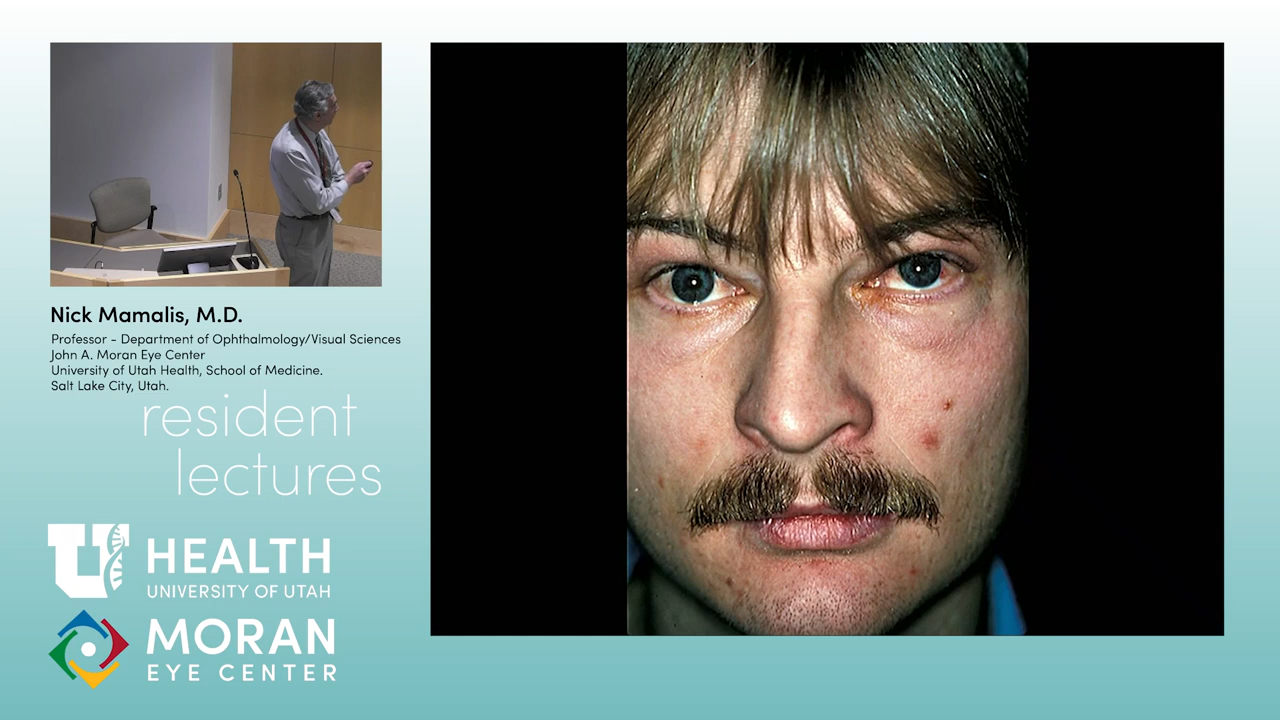 Nick Mamalis, M.D.
Professor - Department of Ophthalmology/Visual Sciences
John A. Moran Eye Center
University of Utah Health, School of Medicine.
Salt Lake City, Utah.
resident
lectures
U HEALTH
UNIVERSITY OF UTAH
MORAN
EYE CENTER